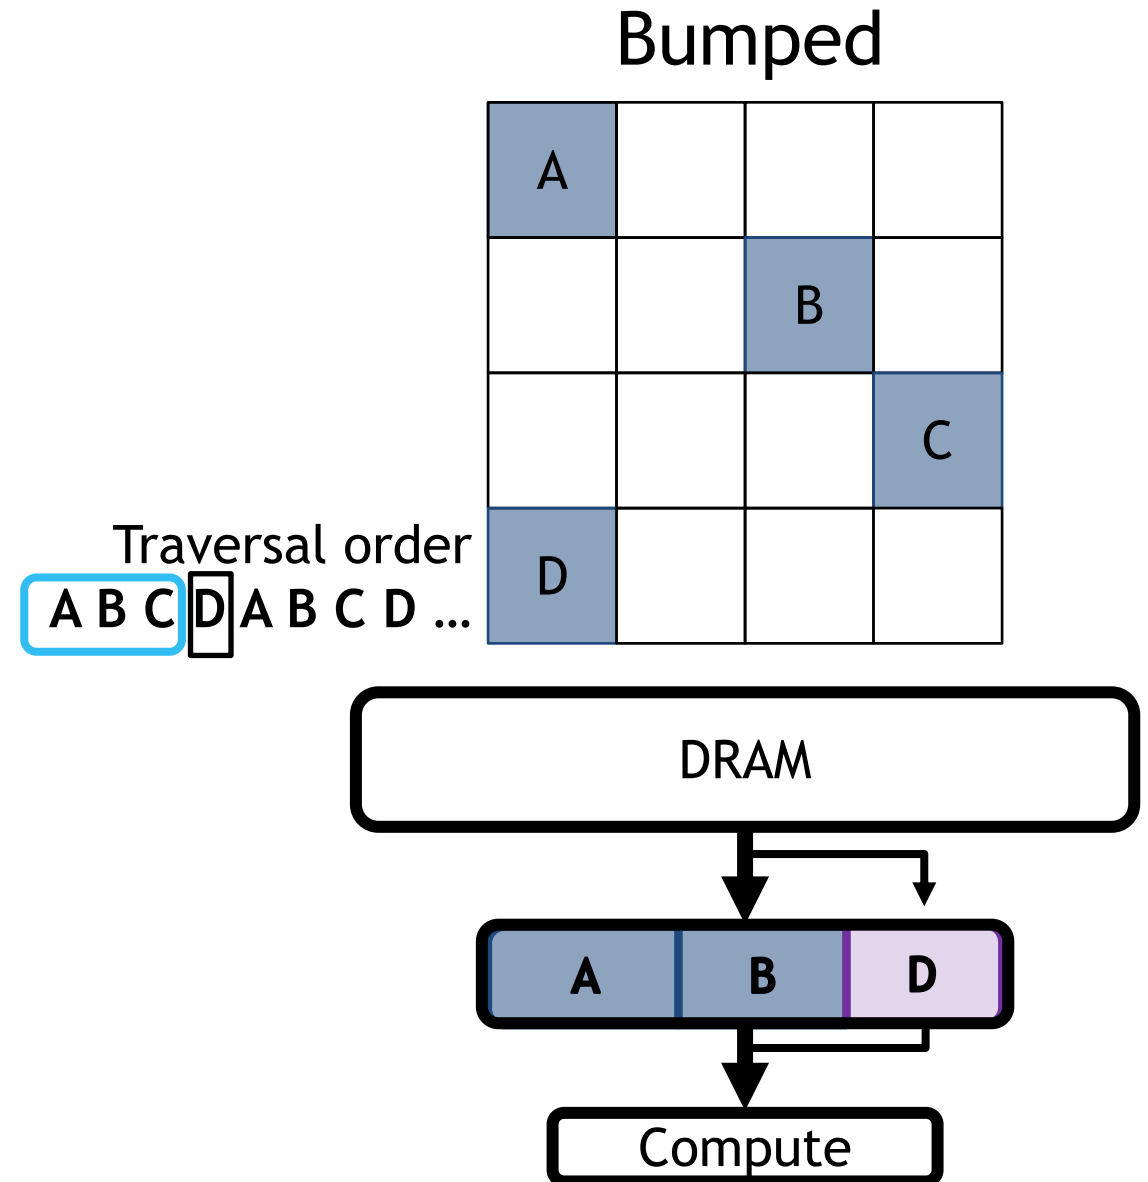 Bumped
A
B
C
D
Traversal order
A B C D A B C D ...
DRAM
A B D
Compute